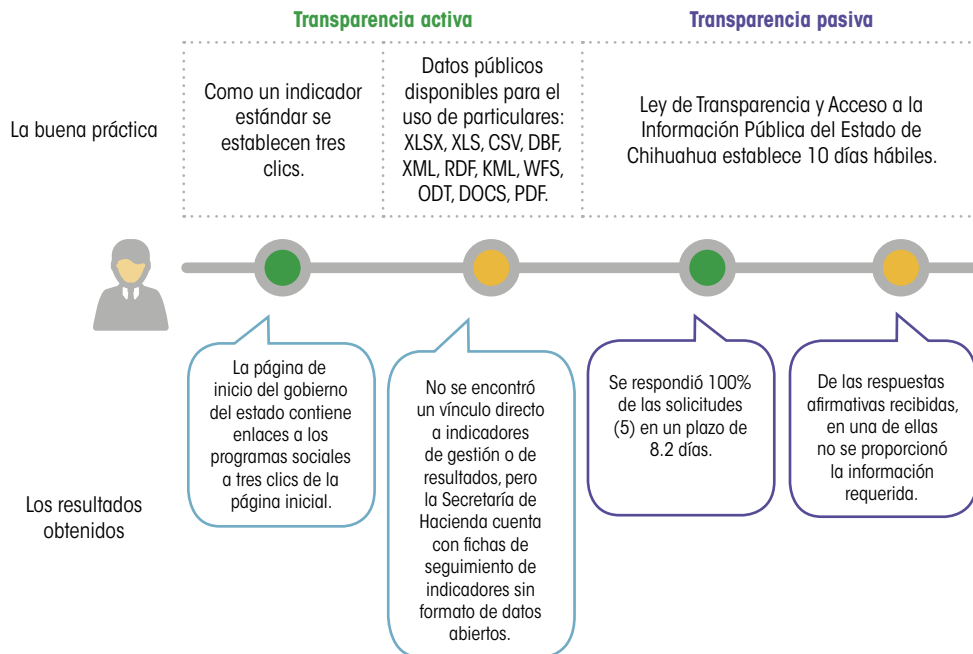 Transparencia activa
Transparencia pasiva
La buena práctica
Como un indicador
estándar se
establecen tres
clics.
Datos públicos
disponibles para el
uso de particulares:
XLSX, XLS, CSV, DBF,
XML, RDF, KML, WFS,
ODT, DOCS, PDF.
Ley de Transparencia y Acceso a la
Información Pública del Estado de
Chihuahua establece 10 días hábiles.
Los resultados
obtenidos
La página de
inicio del gobierno
del estado contiene
enlaces a los
programas sociales
a tres clics de la
página inicial.
No se encontró
un vínculo directo
a indicadores
de gestión o de
resultados, pero
la Secretaría de
Hacienda cuenta
con fichas de
seguimiento de
indicadores sin
formato de datos
abiertos.
Se respondió 100%
de las solicitudes
(5) en un plazo de
8.2 días.
De las respuestas
afirmativas recibidas,
en una de ellas
no se proporcionó
la información
requerida.